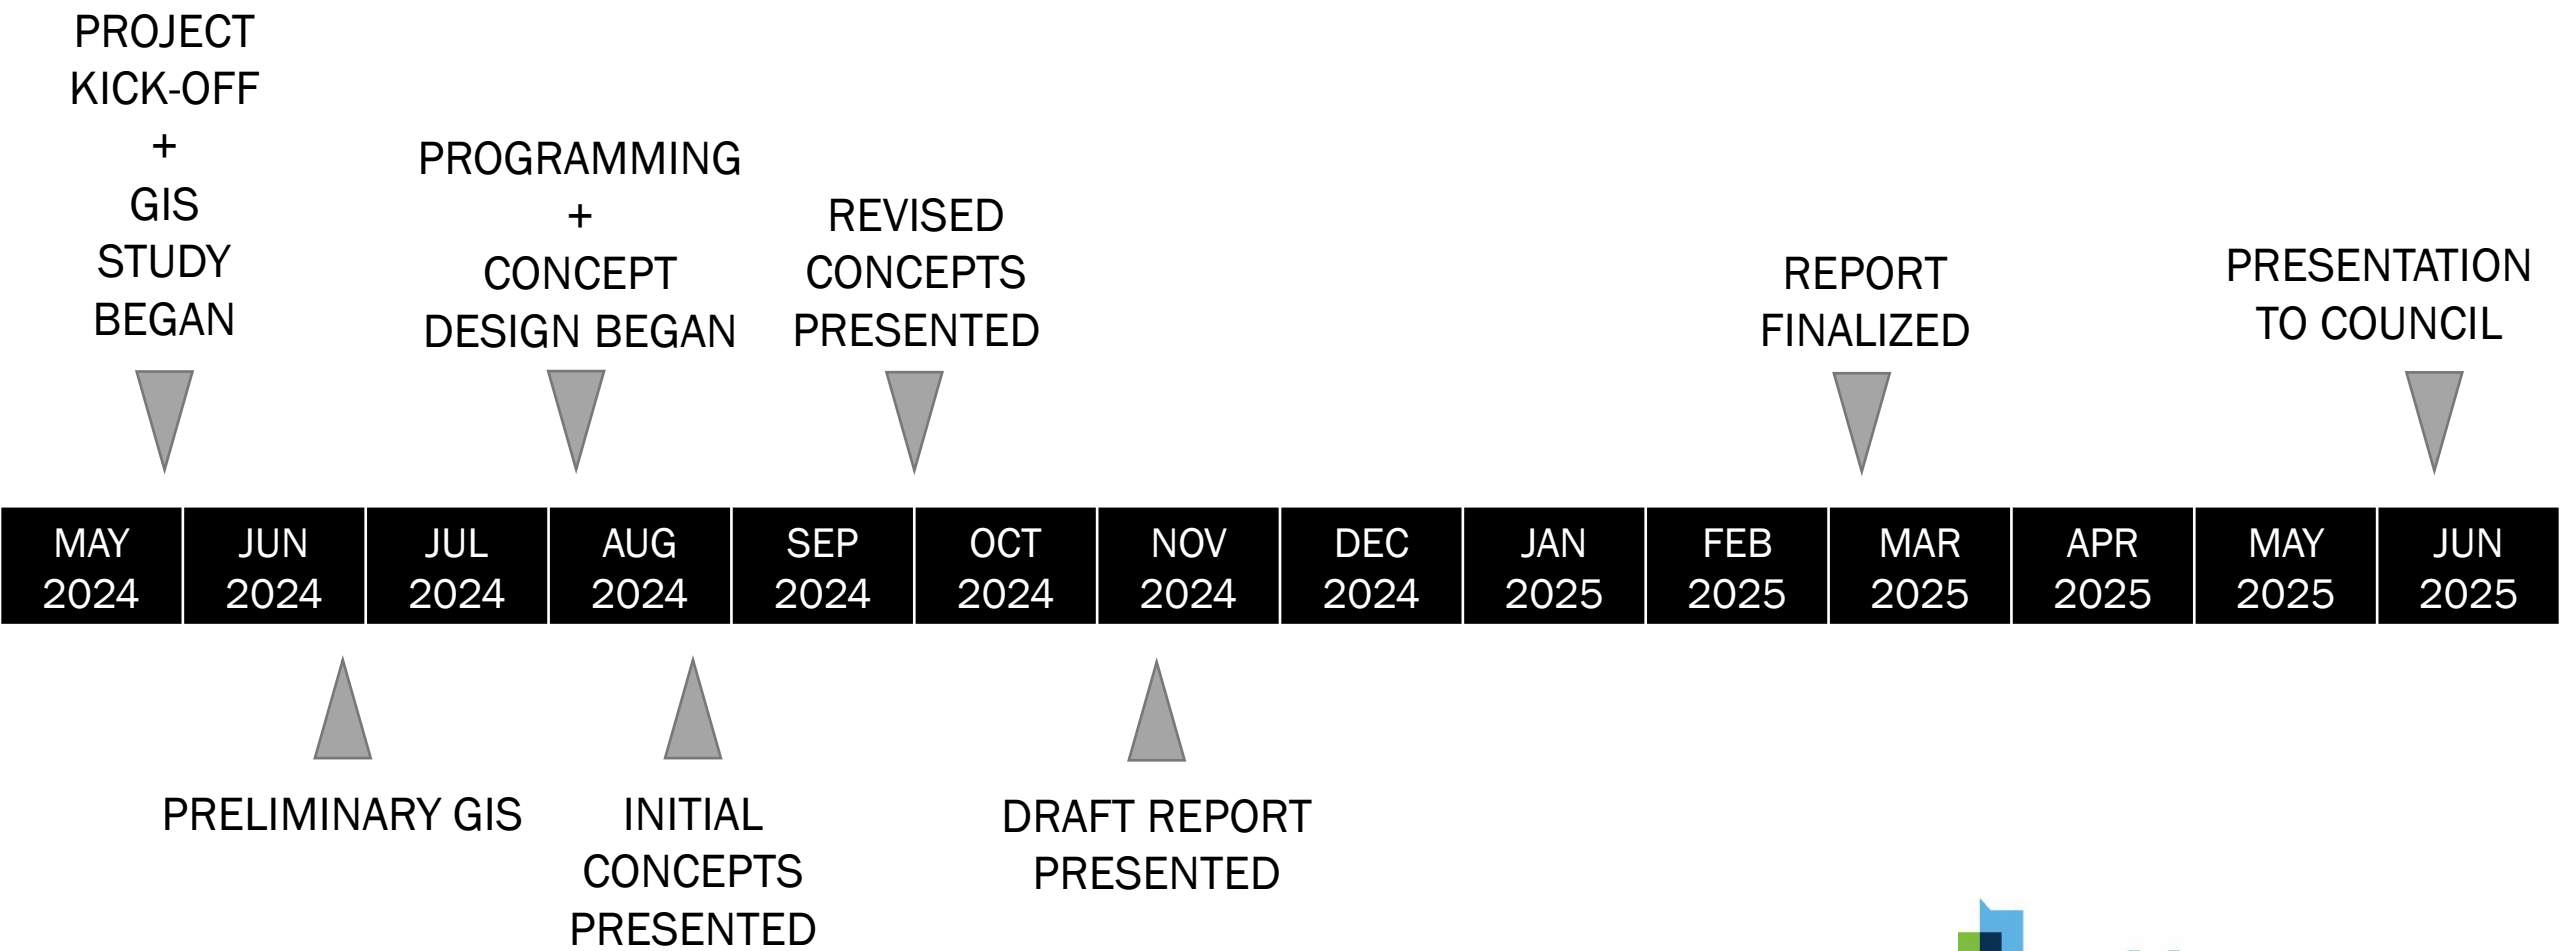 PROJECT
KICK-OFF
+
GIS
STUDY
BEGAN
PROGRAMMING
+
CONCEPT
DESIGN BEGAN
REVISED
CONCEPTS
PRESENTED
REPORT
FINALIZED
PRESENTATION
TO COUNCIL
MAY
2024
JUN
2024
JUL
2024
AUG
2024
SEP
2024
OCT
2024
NOV
2024
DEC
2024
JAN
2025
FEB
2025
MAR
2025
APR
2025
MAY
2025
JUN
2025
PRELIMINARY GIS
INITIAL
CONCEPTS
PRESENTED
DRAFT REPORT
PRESENTED